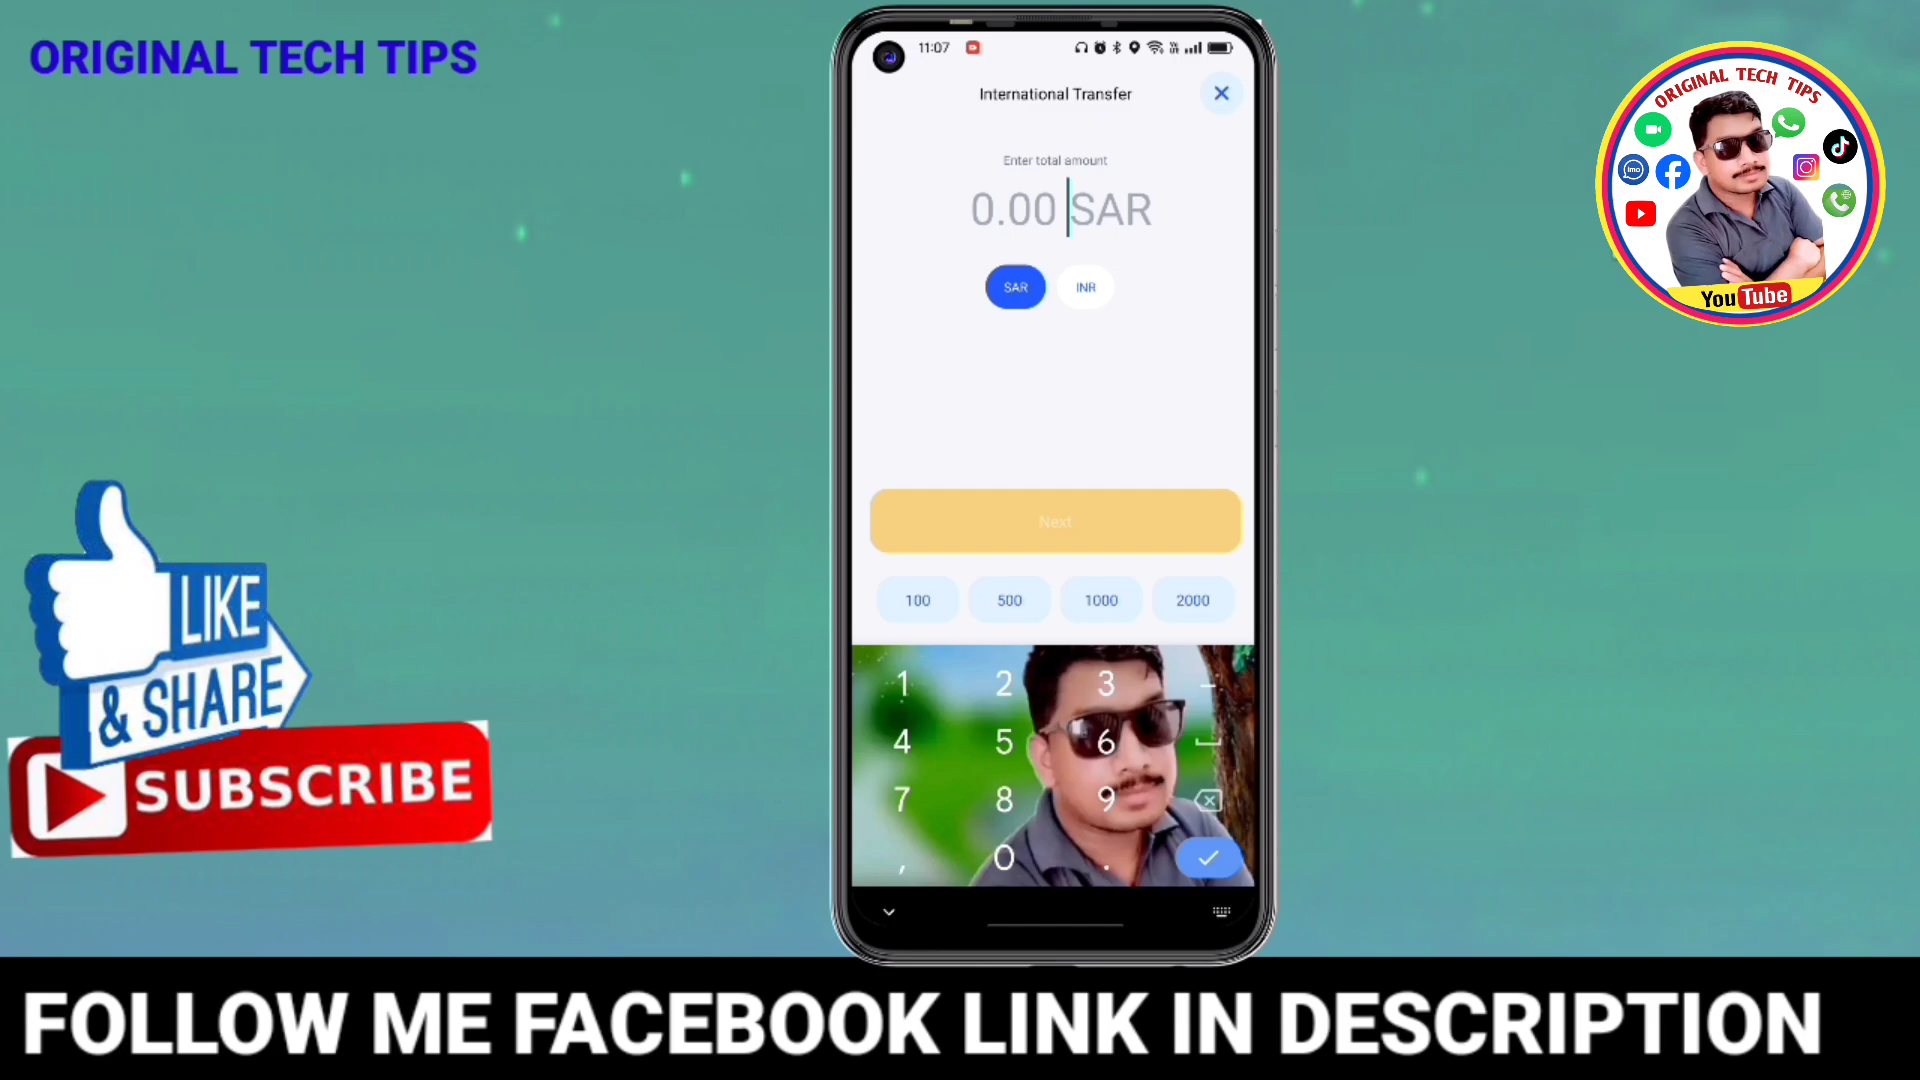 ORIGINAL TECH TIPS
11:07
International Transfer
Enter total amount
0.00 SAR
SAR
INR
Next
100
500
1000
2000
1 2 3 -
4 5 6
7 8 9
, 0 .
ORIGINAL TECH TIPS
imo
YouTube
LIKE
& SHARE
SUBSCRIBE
FOLLOW ME FACEBOOK LINK IN DESCRIPTION